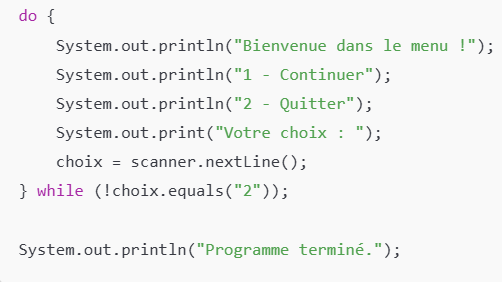 do {
    System.out.println("Bienvenue dans le menu !");
    System.out.println("1 - Continuer");
    System.out.println("2 - Quitter");
    System.out.print("Votre choix : ");
    choix = scanner.nextLine();
} while (!choix.equals("2"));

System.out.println("Programme terminé.");